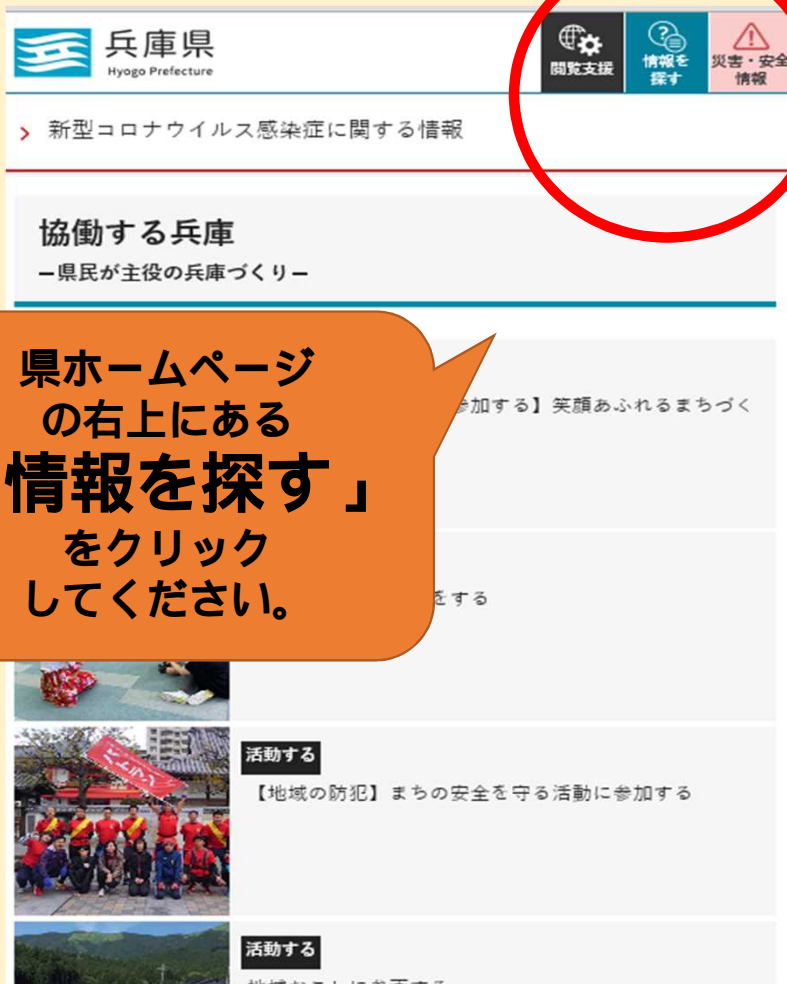 兵庫県
Hyogo Prefecture
閲覧支援
情報を
探す
災害・安全
情報
新型コロナウイルス感染症に関する情報
協働する兵庫
ー県民が主役の兵庫づくりー
県ホームページ
の右上にある
情報を探す」
をクリック
してください。
参加する】笑顔あふれるまちづく
をする
活動する
【地域の防犯】まちの安全を守る活動に参加する
活動する